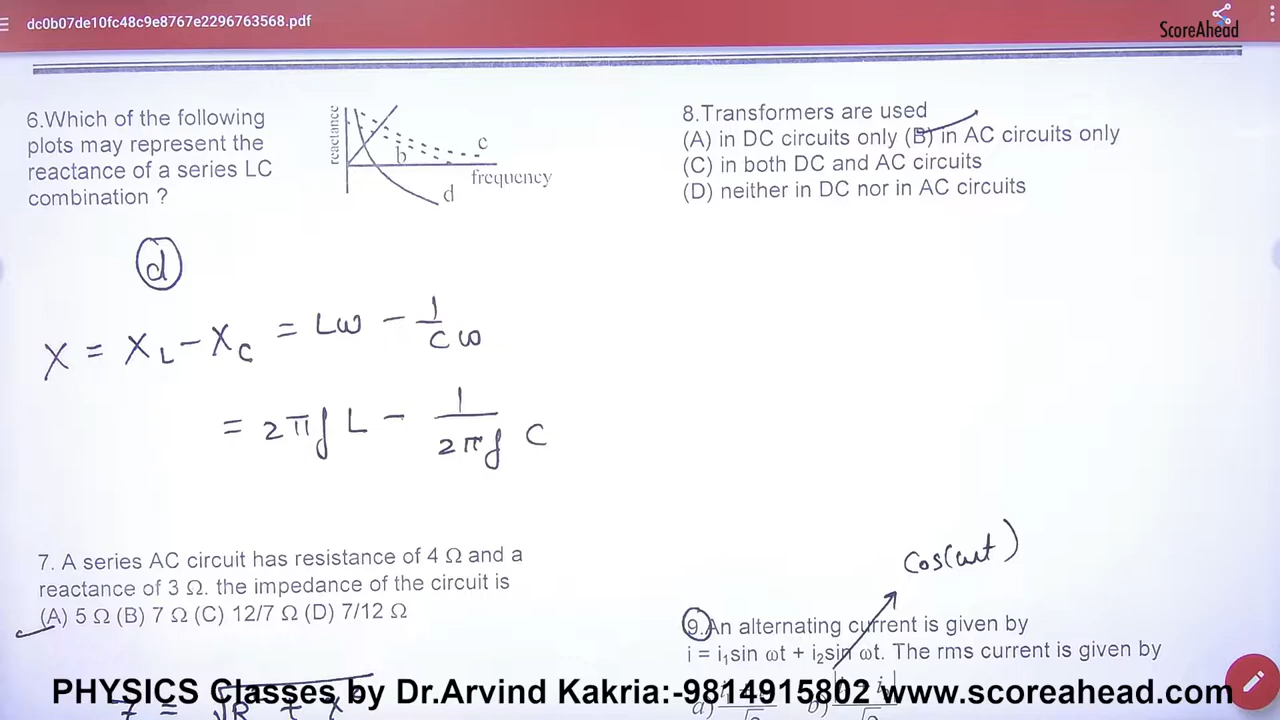 dc0b07de10fc48c9e8767e2296763568.pdf
ScoreAhead
6.Which of the following
plots may represent the
reactance of a series LC
combination ?
reactance
b
c
d
frequency
d
X = X_L - X_C = Lω - 1/Cω
= 2πf L - 1/2πf C
7. A series AC circuit has resistance of 4 Ω and a
reactance of 3 Ω. the impedance of the circuit is
(A) 5 Ω (B) 7 Ω (C) 12/7 Ω (D) 7/12 Ω
8.Transformers are used
(A) in DC circuits only (B) in AC circuits only
(C) in both DC and AC circuits
(D) neither in DC nor in AC circuits
cos(ωt)
9.An alternating current is given by
i = i₁sin ωt + i₂sin ωt. The rms current is given by
PHYSICS Classes by Dr.Arvind Kakria:-9814915802 www.scoreahead.com